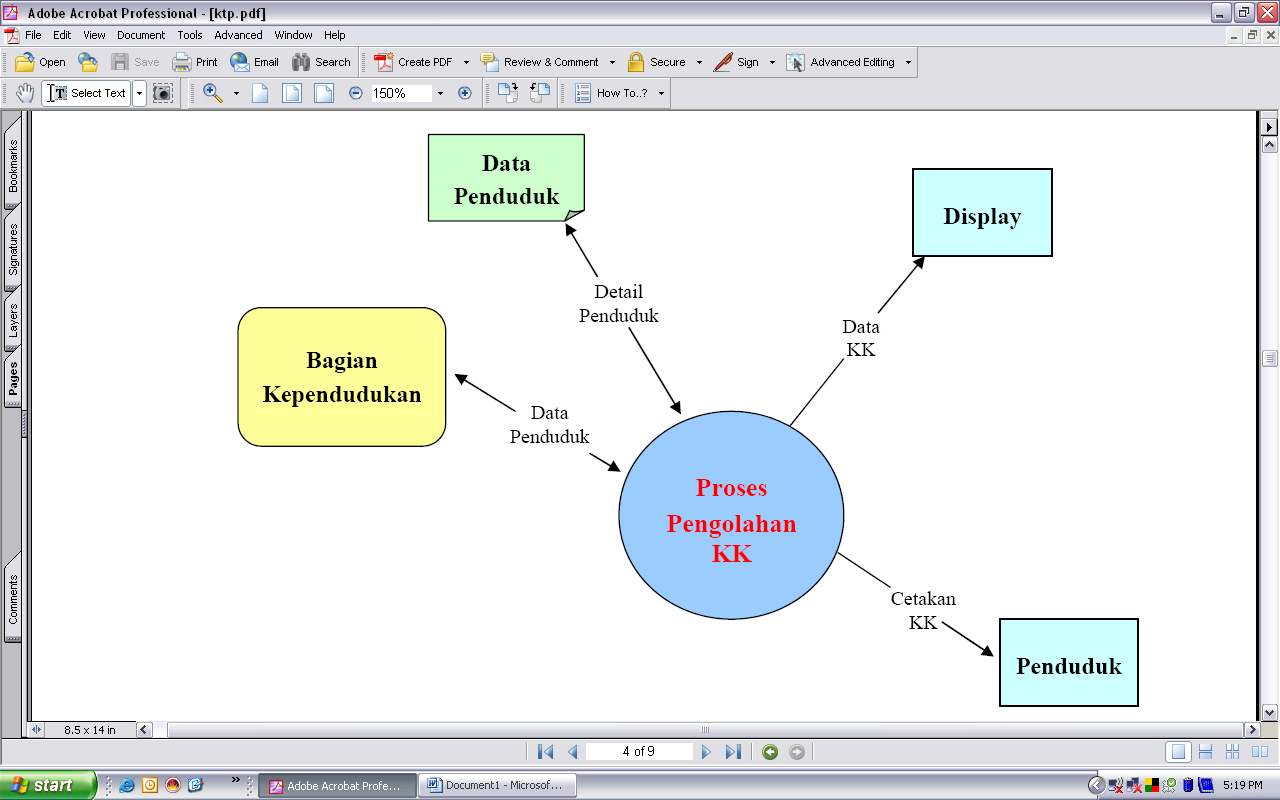 Adobe Acrobat Professional - [ktp.pdf]
File Edit View Document Tools Advanced Window Help
Open Save Print Email Search Create PDF Review & Comment Secure Sign Advanced Editing
Select Text 150% How To..?
Bookmarks
Signatures
Layers
Pages
Comments
Data
Penduduk
Display
Detail
Penduduk
Data
KK
Bagian
Kependudukan
Data
Penduduk
Proses
Pengolahan
KK
Cetakan
KK
Penduduk
8.5 x 14 in
4 of 9
start
Adobe Acrobat Profe...
Document1 - Microsof...
5:19 PM